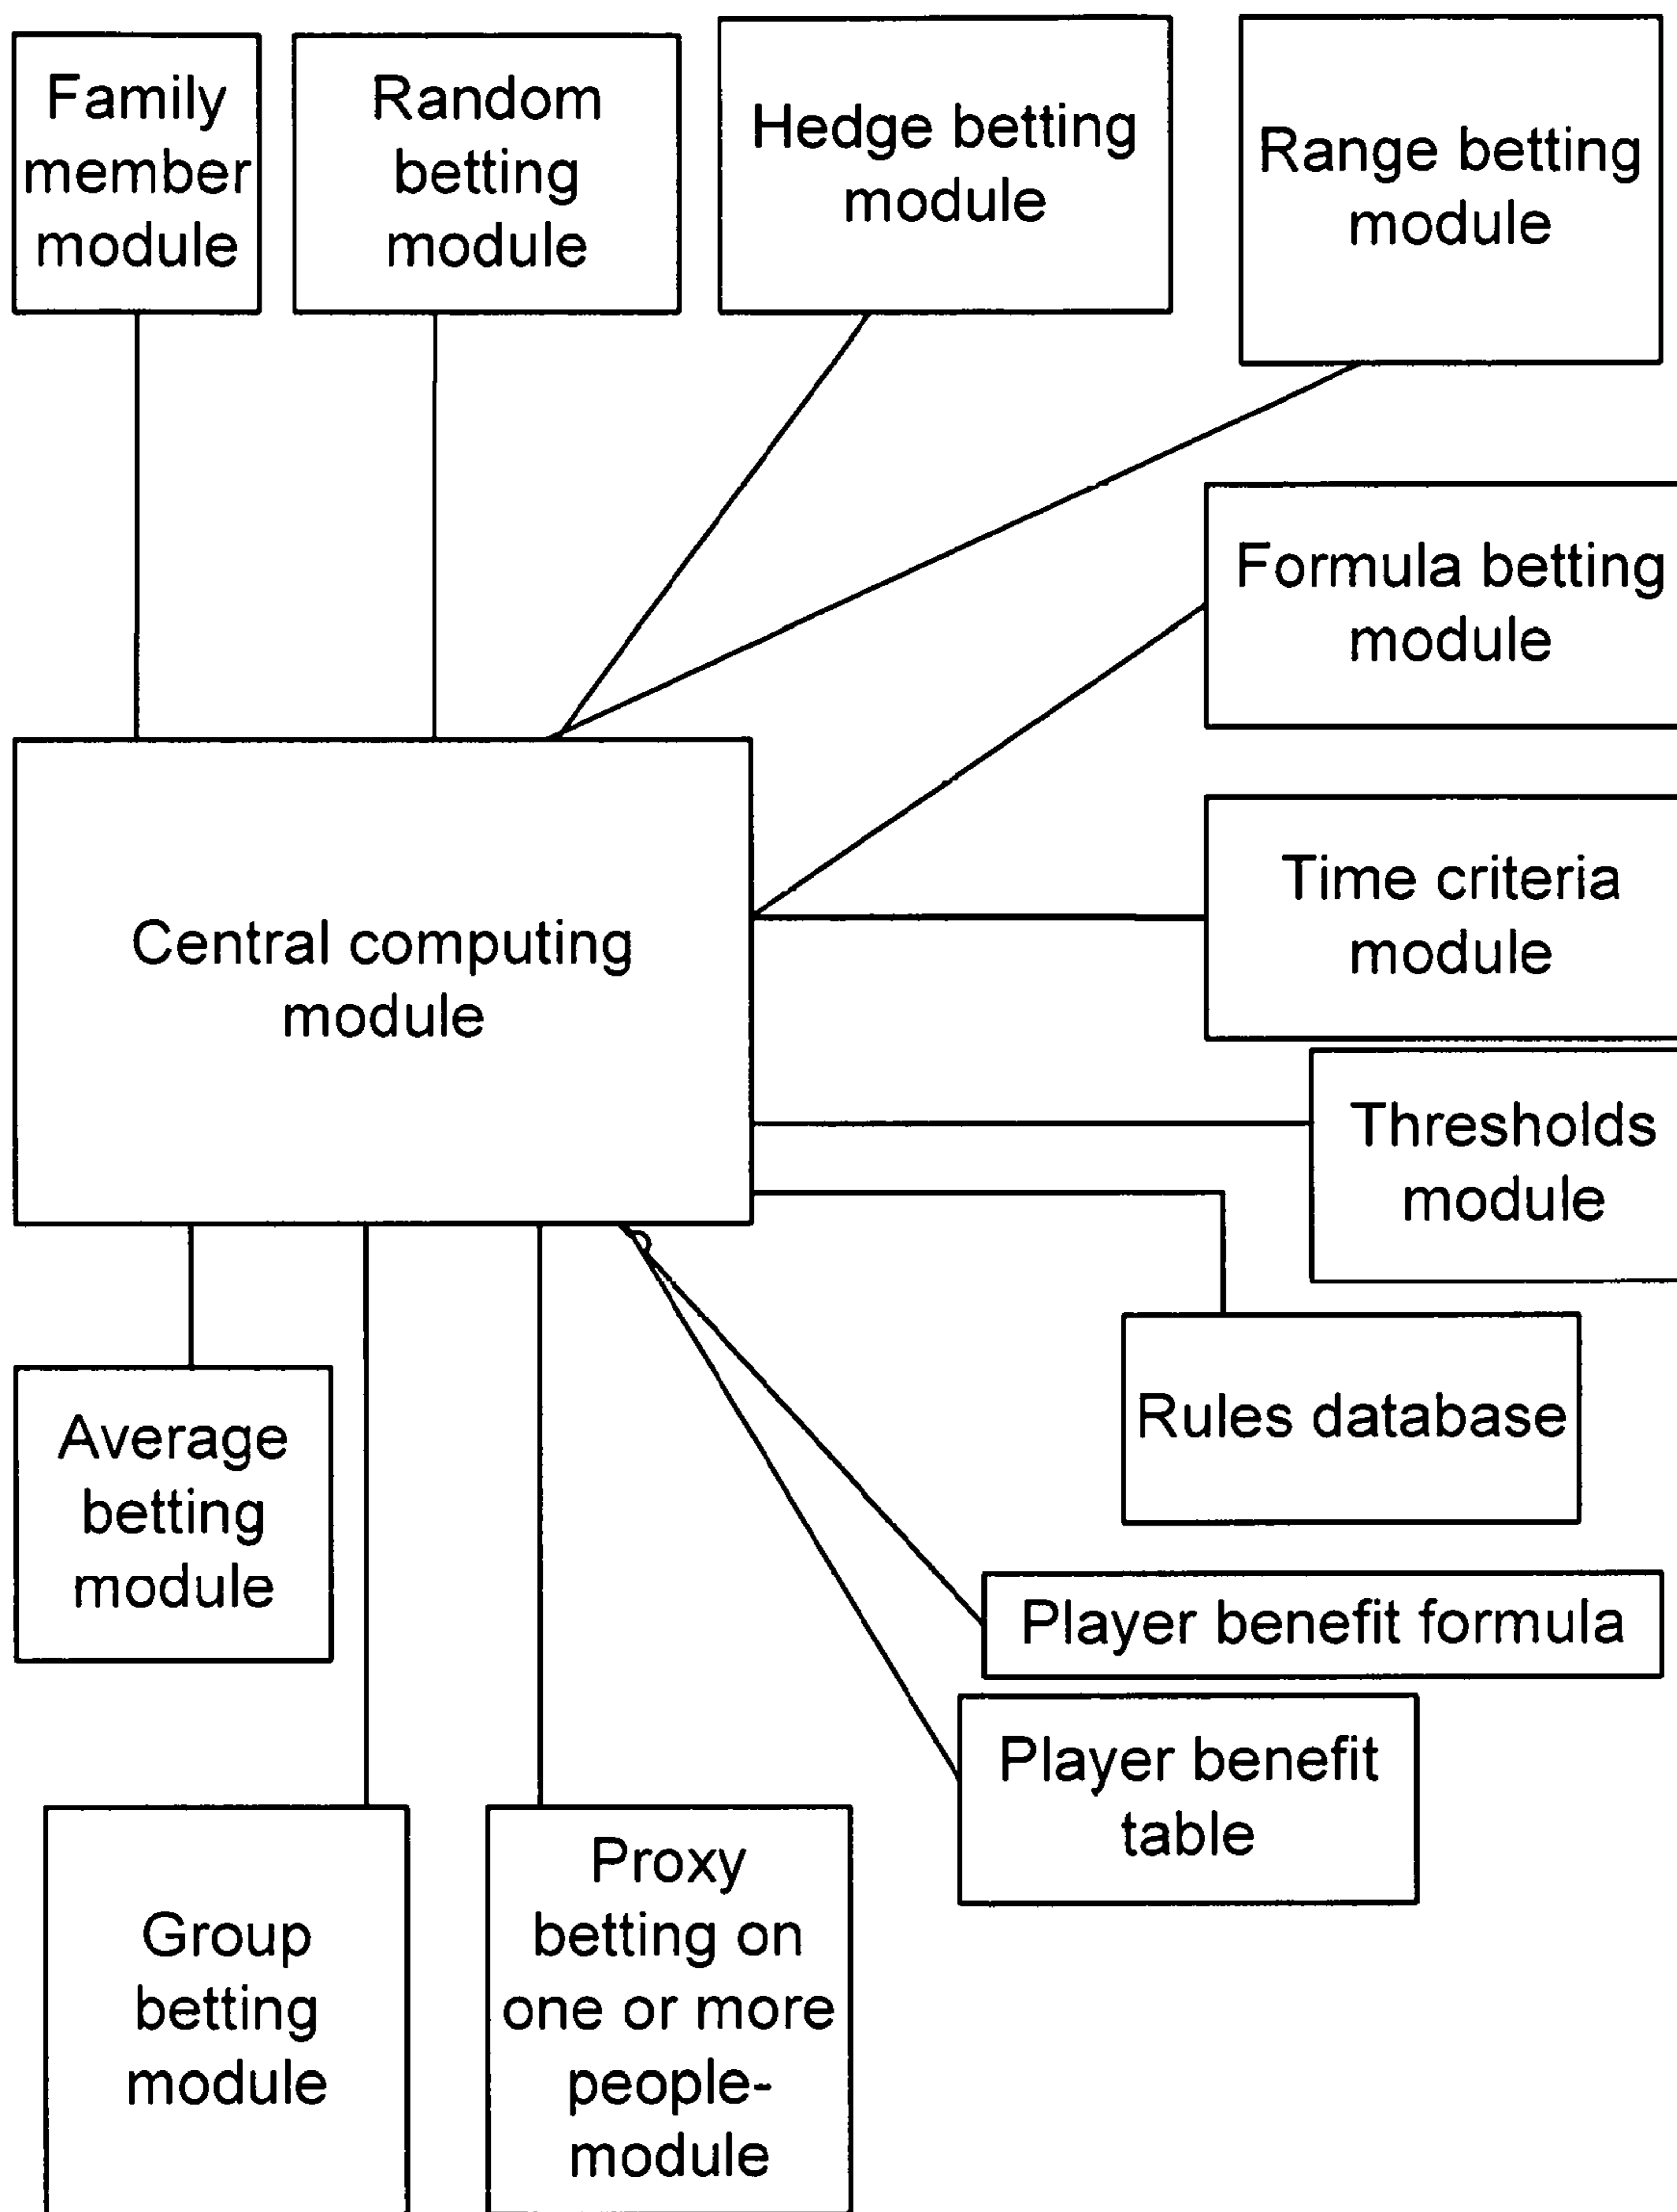 Family
member
module
Random
betting
module
Hedge betting
module
Range betting
module
Formula betting
module
Time criteria
module
Central computing
module
Thresholds
module
Rules database
Average
betting
module
Player benefit formula
Player benefit
table
Group
betting
module
Proxy
betting on
one or more
people-
module